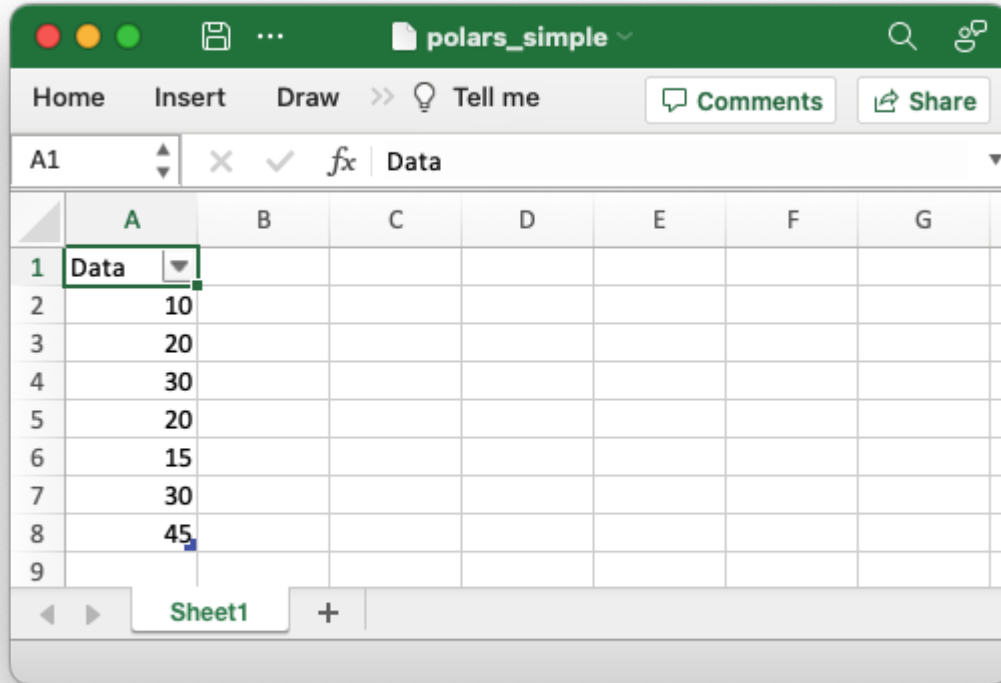 ··· polars_simple
Home Insert Draw >> Tell me Comments Share
A1 fx Data
A B C D E F G
1 Data
2 10
3 20
4 30
5 20
6 15
7 30
8 45
9
Sheet1 +